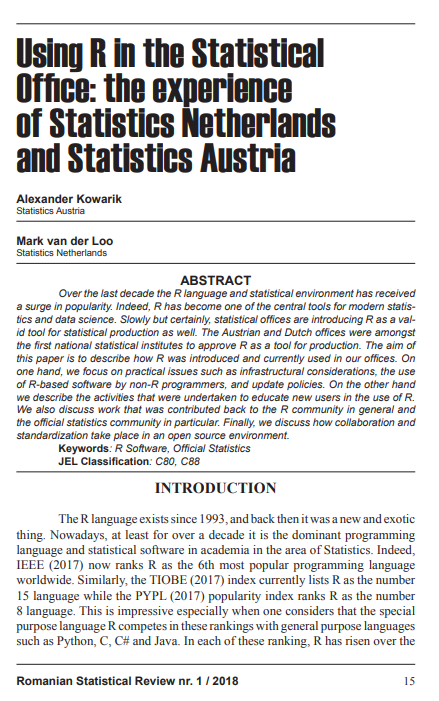 Using R in the Statistical
Office: the experience
of Statistics Netherlands
and Statistics Austria
Alexander Kowarik
Statistics Austria
Mark van der Loo
Statistics Netherlands
ABSTRACT
Over the last decade the R language and statistical environment has received
a surge in popularity. Indeed, R has become one of the central tools for modern statis-
tics and data science. Slowly but certainly, statistical offices are introducing R as a val-
id tool for statistical production as well. The Austrian and Dutch offices were amongst
the first national statistical institutes to approve R as a tool for production. The aim of
this paper is to describe how R was introduced and currently used in our offices. On
one hand, we focus on practical issues such as infrastructural considerations, the use
of R-based software by non-R programmers, and update policies. On the other hand
we describe the activities that were undertaken to educate new users in the use of R.
We also discuss work that was contributed back to the R community in general and
the official statistics community in particular. Finally, we discuss how collaboration and
standardization take place in an open source environment.
Keywords: R Software, Official Statistics
JEL Classification: C80, C88
INTRODUCTION
The R language exists since 1993, and back then it was a new and exotic
thing. Nowadays, at least for over a decade it is the dominant programming
language and statistical software in academia in the area of Statistics. Indeed,
IEEE (2017) now ranks R as the 6th most popular programming language
worldwide. Similarly, the TIOBE (2017) index currently lists R as the number
15 language while the PYPL (2017) popularity index ranks R as the number
8 language. This is impressive especially when one considers that the special
purpose language R competes in these rankings with general purpose languages
such as Python, C, C# and Java. In each of these ranking, R has risen over the
Romanian Statistical Review nr. 1 / 2018 15